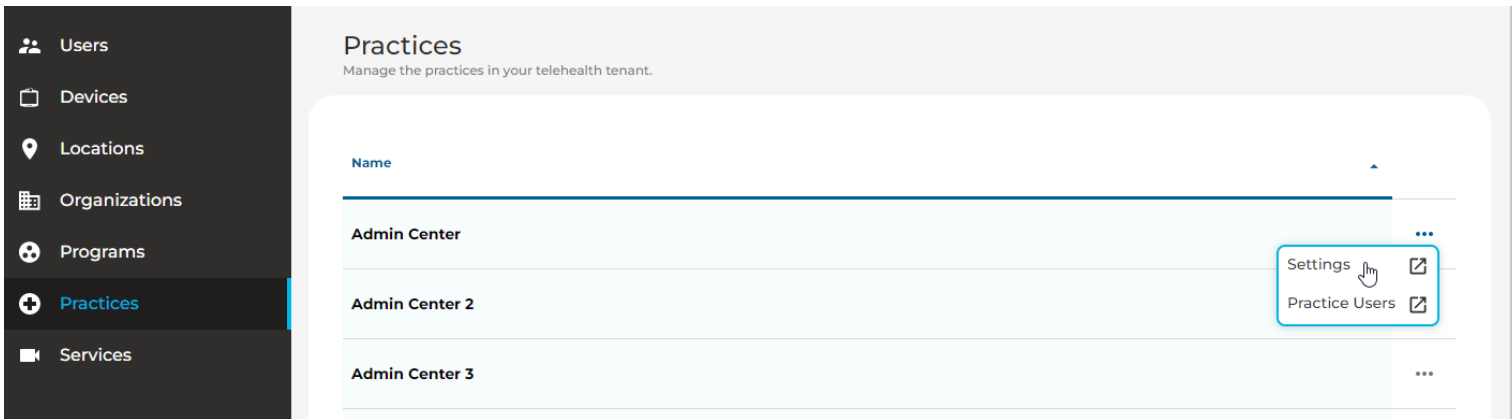 Users
Devices
Locations
Organizations
Programs
Practices
Services
Practices
Manage the practices in your telehealth tenant.
Name
Admin Center
Settings
Practice Users
Admin Center 2
Admin Center 3